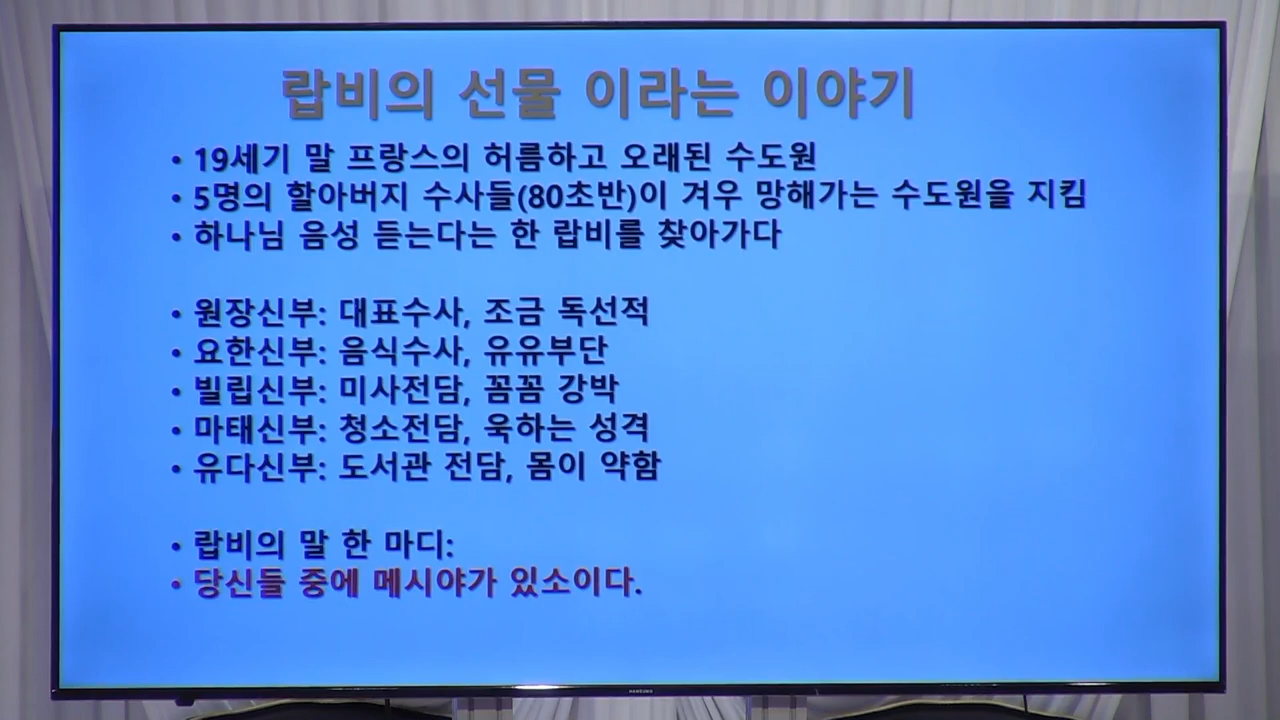 랍비의 선물 이라는 이야기
• 19세기 말 프랑스의 허름하고 오래된 수도원
• 5명의 할아버지 수사들(80초반)이 겨우 망해가는 수도원을 지킴
• 하나님 음성 듣는다는 한 랍비를 찾아가다
• 원장신부: 대표수사, 조금 독선적
• 요한신부: 음식수사, 유유부단
• 빌립신부: 미사전담, 꼼꼼 강박
• 마태신부: 청소전담, 욱하는 성격
• 유다신부: 도서관 전담, 몸이 약함
• 랍비의 말 한 마디:
• 당신들 중에 메시야가 있소이다.
SAMSUNG